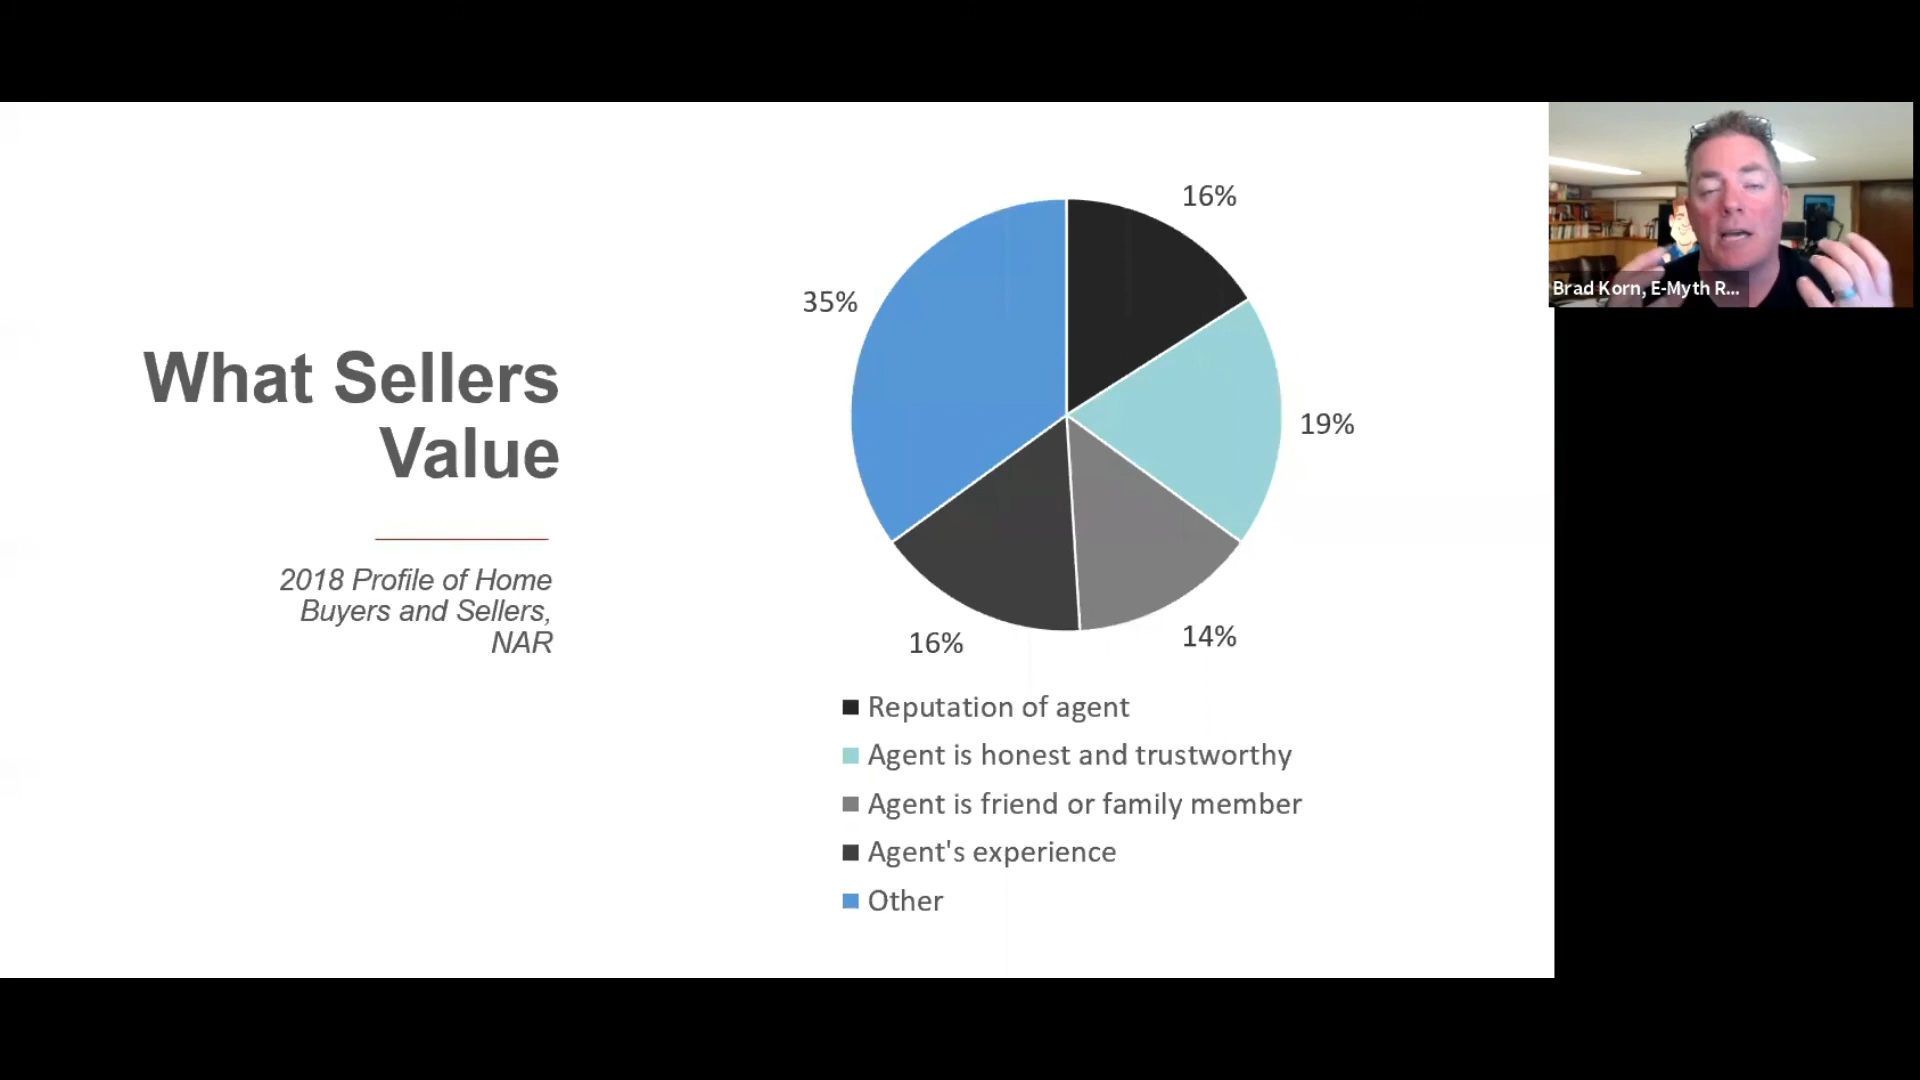 What Sellers
Value
2018 Profile of Home
Buyers and Sellers,
NAR
16%
35%
19%
16%
14%
Reputation of agent
Agent is honest and trustworthy
Agent is friend or family member
Agent's experience
Other
Brad Korn, E-Myth R...